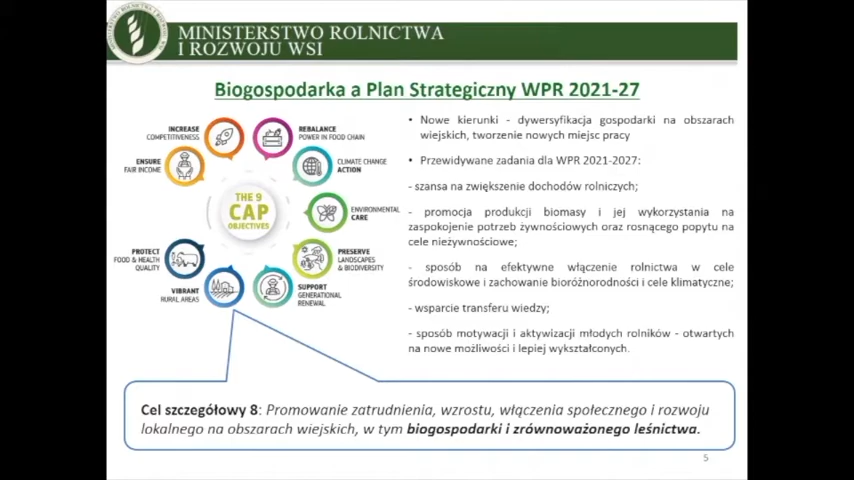 MINISTERSTWO ROLNICTWA
I ROZWOJU WSI
Biogospodarka a Plan Strategiczny WPR 2021-27
INCREASE
COMPETITIVENESS
REBALANCE
POWER IN FOOD CHAIN
ENSURE
FAIR INCOME
CLIMATE CHANGE
ACTION
THE 9
CAP
OBJECTIVES
ENVIRONMENTAL
CARE
PROTECT
FOOD & HEALTH
QUALITY
PRESERVE
LANDSCAPES
& BIODIVERSITY
VIBRANT
RURAL AREAS
SUPPORT
GENERATIONAL
RENEWAL
• Nowe kierunki - dywersyfikacja gospodarki na obszarach
wiejskich, tworzenie nowych miejsc pracy
• Przewidywane zadania dla WPR 2021-2027:
- szansa na zwiększenie dochodów rolniczych;
- promocja produkcji biomasy i jej wykorzystania na
zaspokojenie potrzeb żywnościowych oraz rosnącego popytu na
cele nieżywnościowe;
- sposób na efektywne włączenie rolnictwa w cele
środowiskowe i zachowanie bioróżnorodności i cele klimatyczne;
- wsparcie transferu wiedzy;
- sposób motywacji i aktywizacji młodych rolników - otwartych
na nowe możliwości i lepiej wykształconych.
Cel szczegółowy 8: Promowanie zatrudnienia, wzrostu, włączenia społecznego i rozwoju
lokalnego na obszarach wiejskich, w tym biogospodarki i zrównoważonego leśnictwa.
5